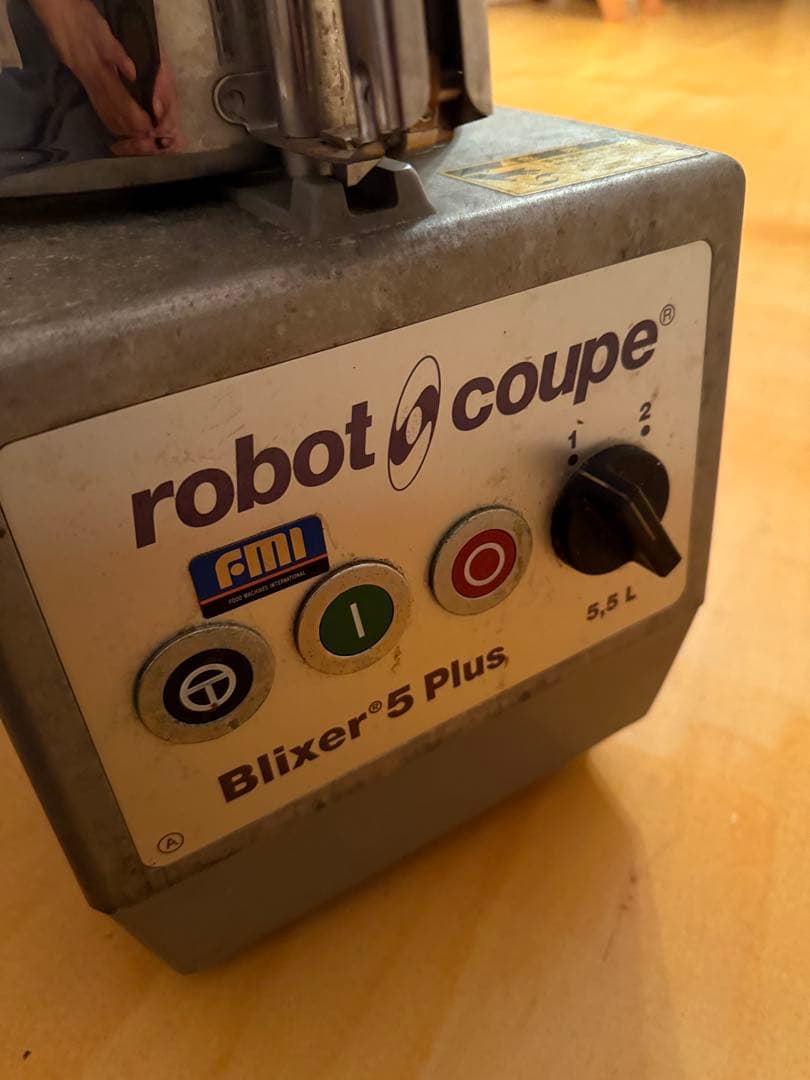 robot coupe®
1 2
FMI
FOOD MACHINES INTERNATIONAL
I
O
5,5 L
Blixer® 5 Plus
A